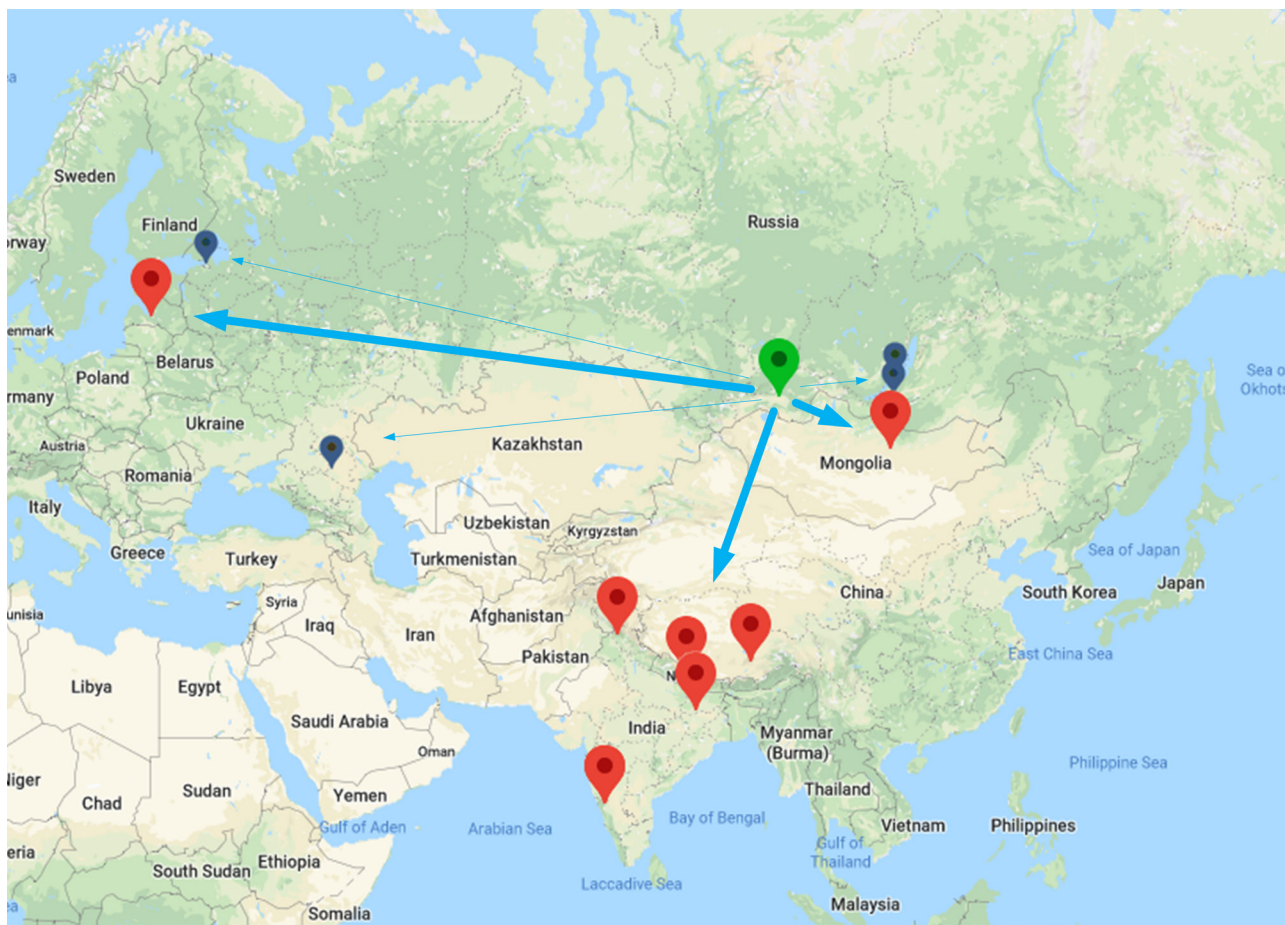 Sweden
Finland
Russia
orway
enmark
Belarus
Poland
Sea o
Okhots
ermany
Ukraine
Austria
Kazakhstan
Mongolia
Romania
Italy
Uzbekistan
Kyrgyzstan
Greece
Turkey
Turkmenistan
Sea of Japan
Japan
South Korea
China
Syria
Afghanistan
unisia
Iraq
Iran
Pakistan
East China Sea
N
Libya
Egypt
Saudi Arabia
India
Myanmar
(Burma)
Oman
Philippine Sea
Niger
Chad
Sudan
Yemen
Thailand
Gulf of Aden
Arabian Sea
Bay of Bengal
Vietnam
Philippines
eria
Ethiopia
Gulf of
Thailand
South Sudan
Laccadive Sea
Malaysia
Somalia